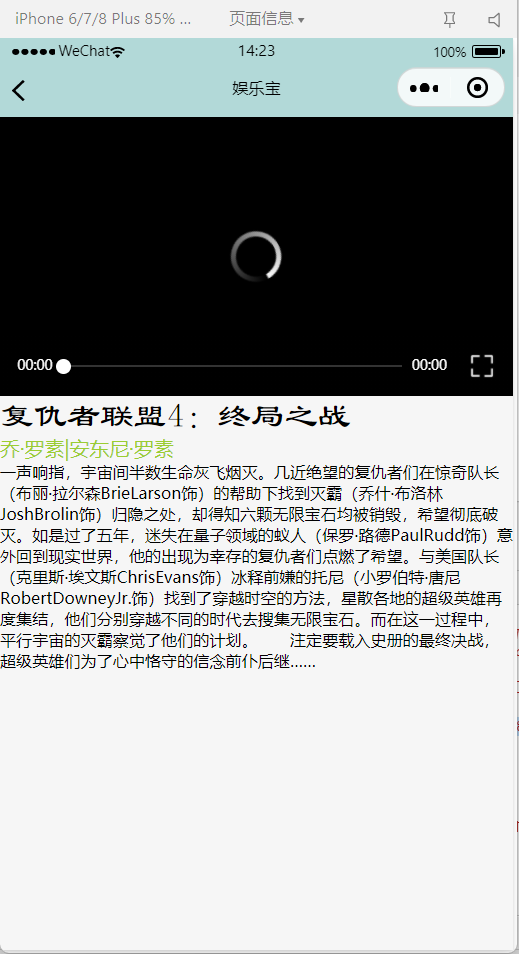 iPhone 6/7/8 Plus 85% ...
页面信息
WeChat
14:23
100%
娱乐宝
00:00
00:00
复仇者联盟4：终局之战
乔·罗素|安东尼·罗素
一声响指，宇宙间半数生命灰飞烟灭。几近绝望的复仇者们在惊奇队长
（布丽·拉尔森BrieLarson饰）的帮助下找到灭霸（乔什·布洛林
JoshBrolin饰）归隐之处，却得知六颗无限宝石均被销毁，希望彻底破
灭。如是过了五年，迷失在量子领域的蚁人（保罗·路德PaulRudd饰）意
外回到现实世界，他的出现为幸存的复仇者们点燃了希望。与美国队长
（克里斯·埃文斯ChrisEvans饰）冰释前嫌的托尼（小罗伯特·唐尼
RobertDowneyJr.饰）找到了穿越时空的方法，星散各地的超级英雄再
度集结，他们分别穿越不同的时代去搜集无限宝石。而在这一过程中，
平行宇宙的灭霸察觉了他们的计划。　　注定要载入史册的最终决战，
超级英雄们为了心中恪守的信念前仆后继……